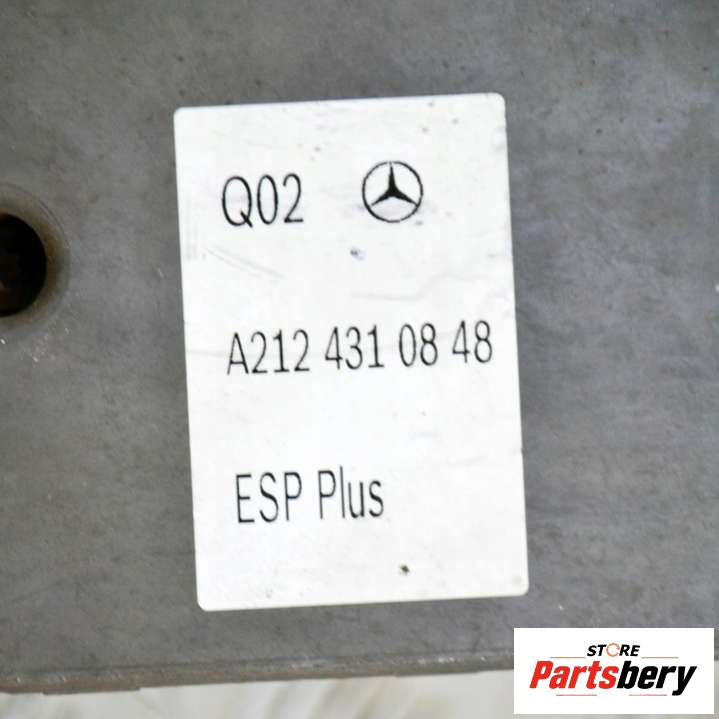 Q02
A212 431 08 48
ESP Plus
STORE
Partsbery